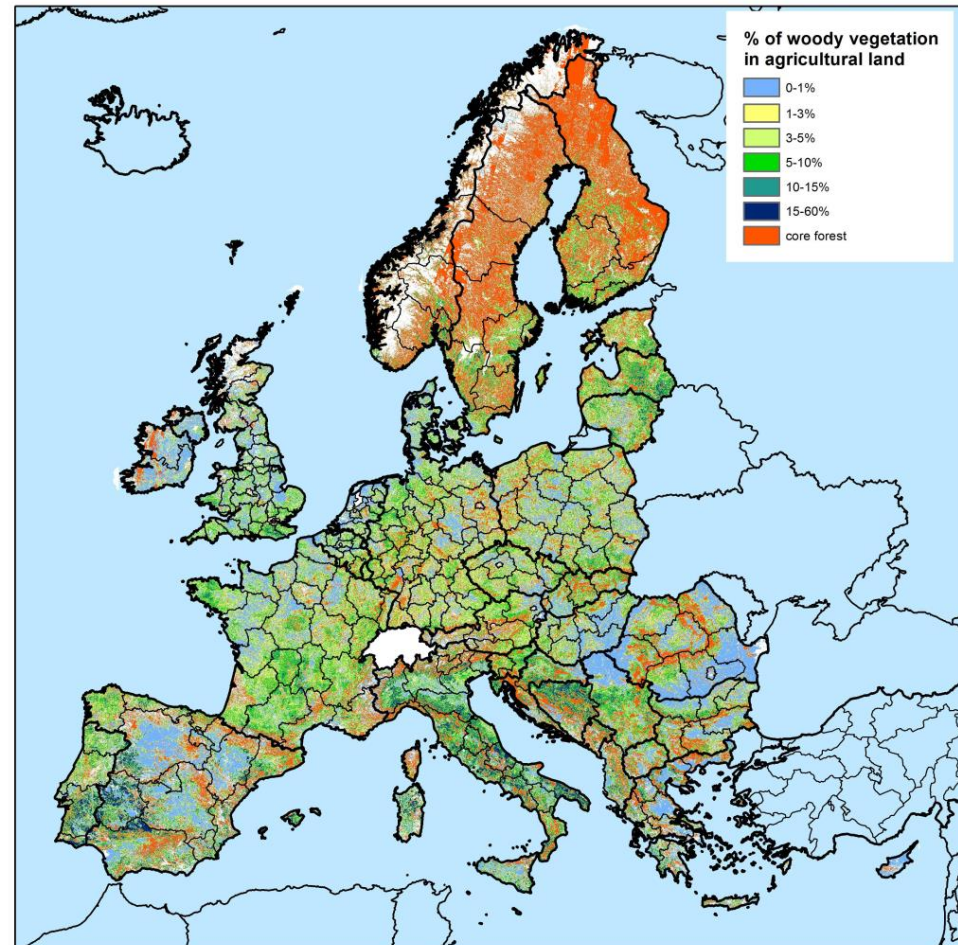 % of woody vegetation
in agricultural land
0-1%
1-3%
3-5%
5-10%
10-15%
15-60%
core forest